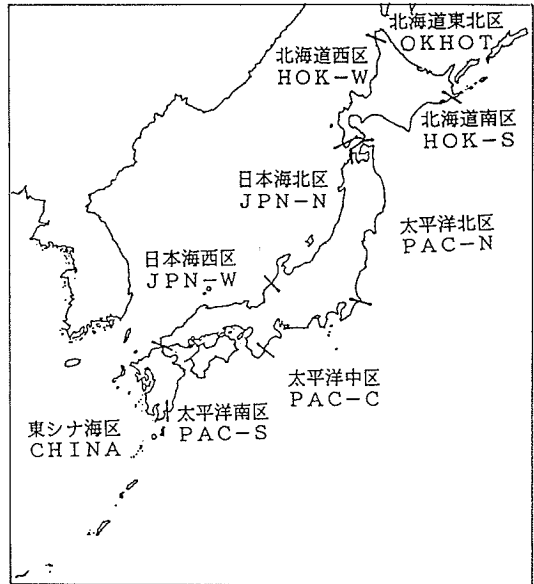 北海道東北区
ＯＫＨＯＴ
北海道西区
ＨＯＫ－Ｗ
北海道南区
ＨＯＫ－Ｓ
日本海北区
ＪＰＮ－Ｎ
太平洋北区
ＰＡＣ－Ｎ
日本海西区
ＪＰＮ－Ｗ
太平洋中区
ＰＡＣ－Ｃ
太平洋南区
ＰＡＣ－Ｓ
東シナ海区
ＣＨＩＮＡ